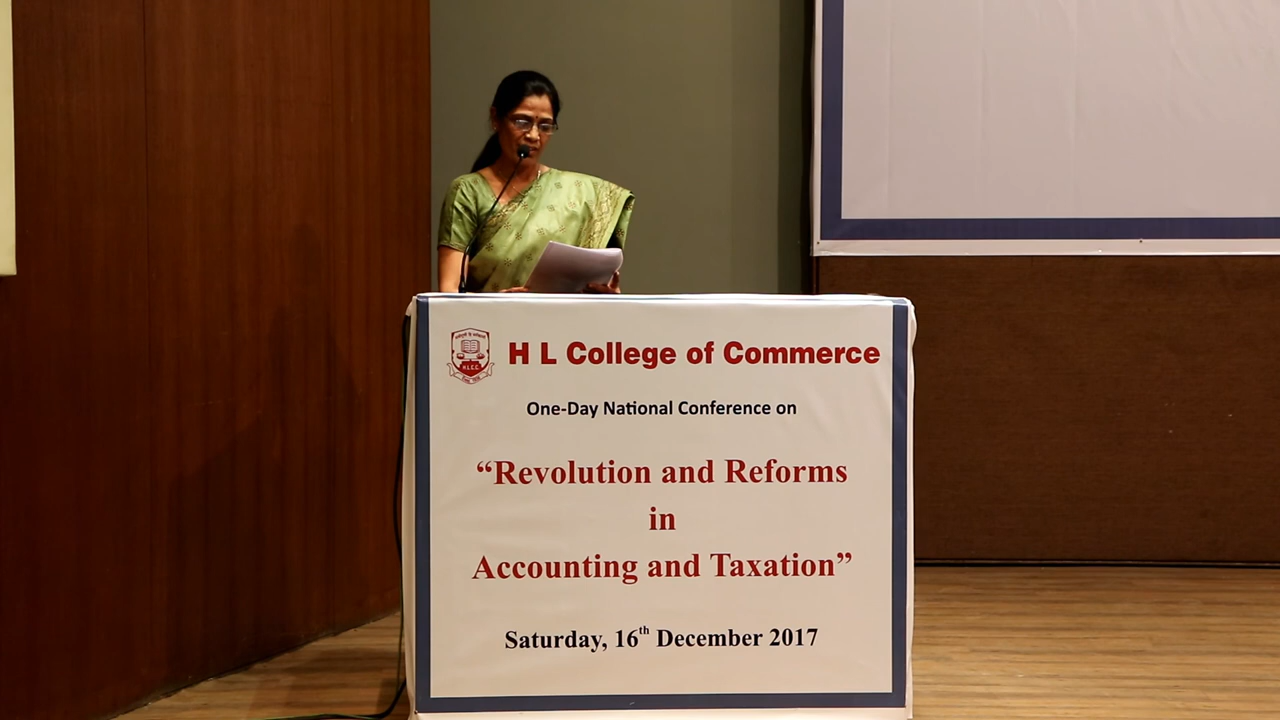 H.L.C.C.
H L College of Commerce
One-Day National Conference on
“Revolution and Reforms
in
Accounting and Taxation”
Saturday, 16th December 2017